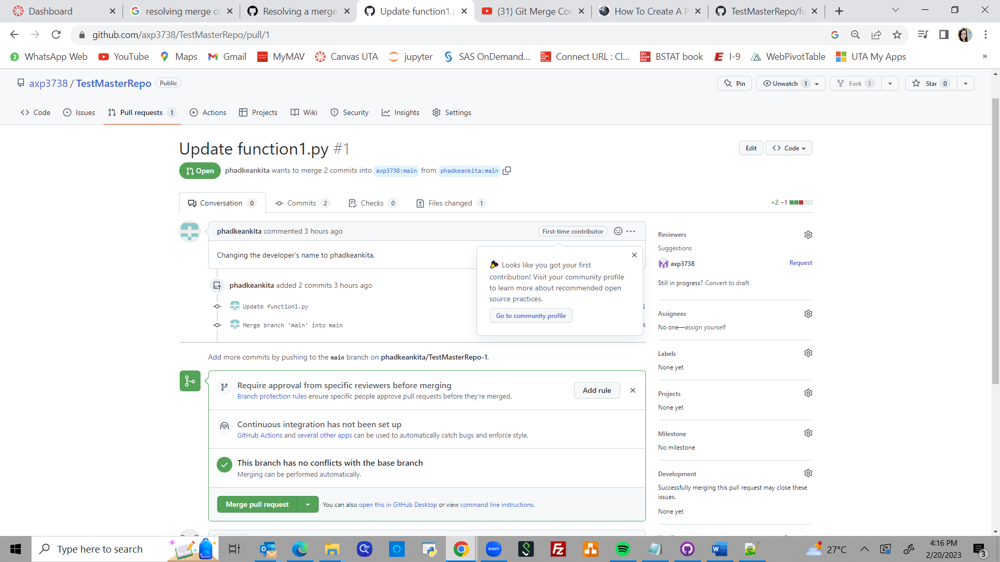 Dashboard
resolving merge co
Resolving a merge
Update function1.p
(31) Git Merge Con
How To Create A P
TestMasterRepo/fu
github.com/axp3738/TestMasterRepo/pull/1
WhatsApp Web
YouTube
Maps
Gmail
MyMAV
Canvas UTA
jupyter
SAS OnDemand...
Connect URL : Cl...
BSTAT book
I-9
WebPivotTable
UTA My Apps
»
axp3738 / TestMasterRepo Public
Pin
Unwatch 1
Fork 1
Star 0
Code
Issues
Pull requests 1
Actions
Projects
Wiki
Security
Insights
Settings
Update function1.py #1
Edit
Code
Open
phadkeankita wants to merge 2 commits into axp3738:main from phadkeankita:main
Conversation 0
Commits 2
Checks 0
Files changed 1
+2 −1
phadkeankita commented 3 hours ago
First-time contributor
Changing the developer's name to phadkeankita.
Looks like you got your first
contribution! Visit your community profile
to learn more about recommended open
source practices.
Go to community profile
phadkeankita added 2 commits 3 hours ago
Update function1.py
1
Merge branch 'main' into main
4
Add more commits by pushing to the main branch on phadkeankita/TestMasterRepo-1.
Require approval from specific reviewers before merging
Branch protection rules ensure specific people approve pull requests before they're merged.
Add rule
Continuous integration has not been set up
GitHub Actions and several other apps can be used to automatically catch bugs and enforce style.
This branch has no conflicts with the base branch
Merging can be performed automatically.
Merge pull request
You can also open this in GitHub Desktop or view command line instructions.
Reviewers
Suggestions
axp3738
Request
Still in progress? Convert to draft
Assignees
No one—assign yourself
Labels
None yet
Projects
None yet
Milestone
No milestone
Development
Successfully merging this pull request may close these
issues.
None yet
Type here to search
zoom
27°C
4:16 PM
2/20/2023
3